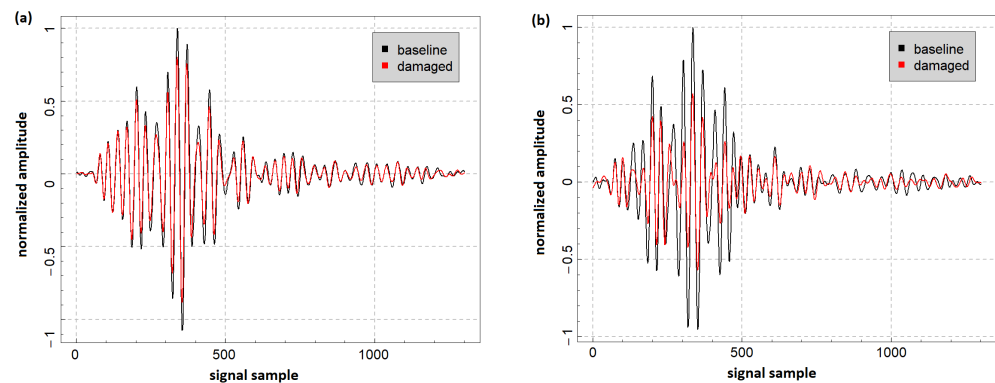 (a)
normalized amplitude
1
0.5
0
− 0.5
− 1
baseline
damaged
0
500
1000
signal sample
(b)
normalized amplitude
1
0.5
0
− 0.5
− 1
baseline
damaged
0
500
1000
signal sample